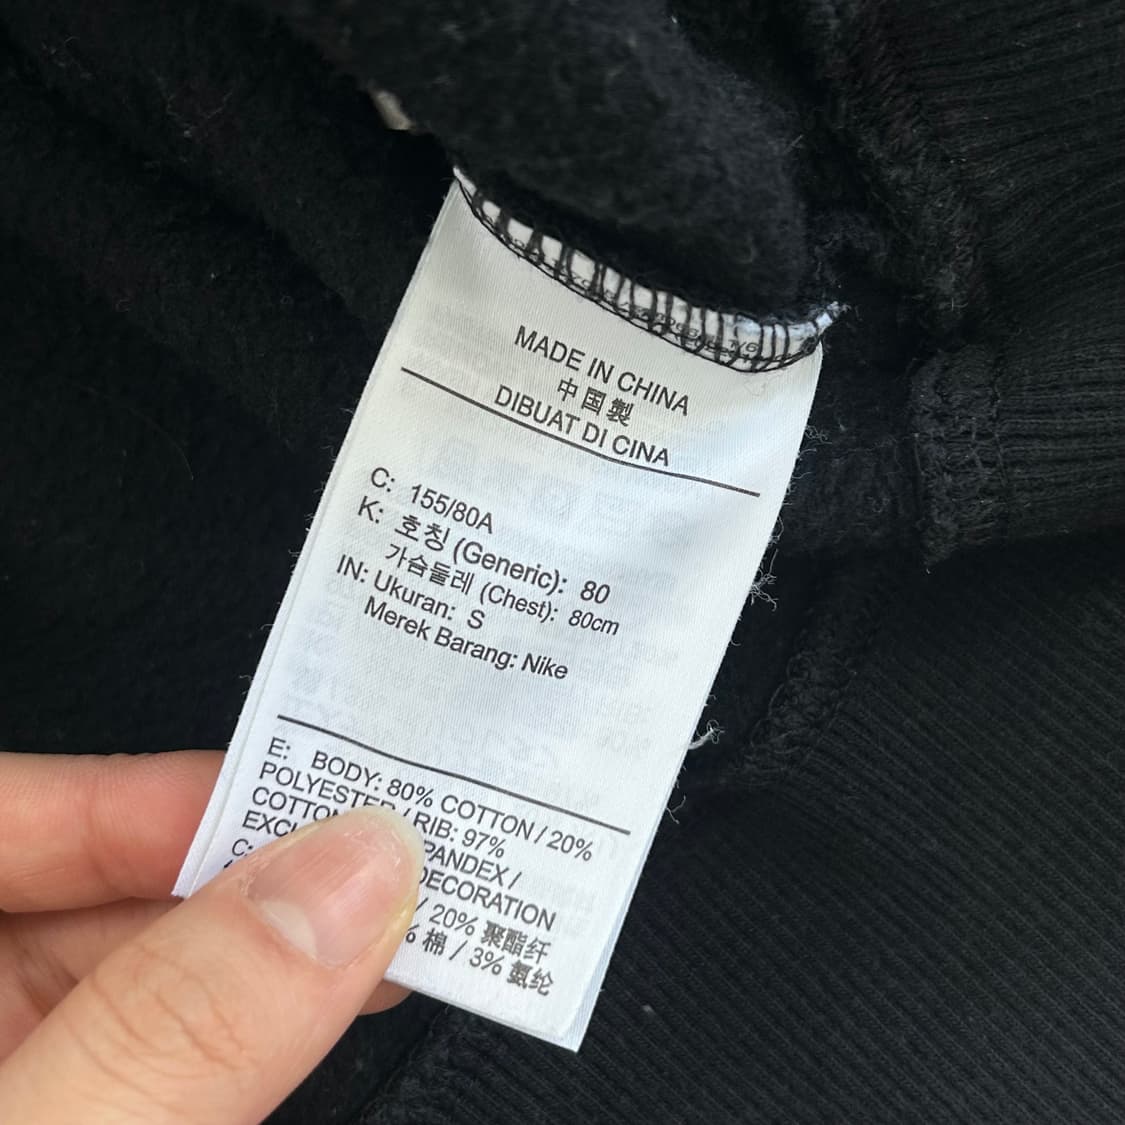 MADE IN CHINA
中国製
DIBUAT DI CINA
C: 155/80A
K: 호칭 (Generic): 80
가슴둘레 (Chest): 80cm
IN: Ukuran: S
Merek Barang: Nike
E: BODY: 80% COTTON / 20%
POLYESTER / RIB: 97%
COTTON
DECORATION
C: / 20% 聚酯纤
% 棉 / 3% 氨纶